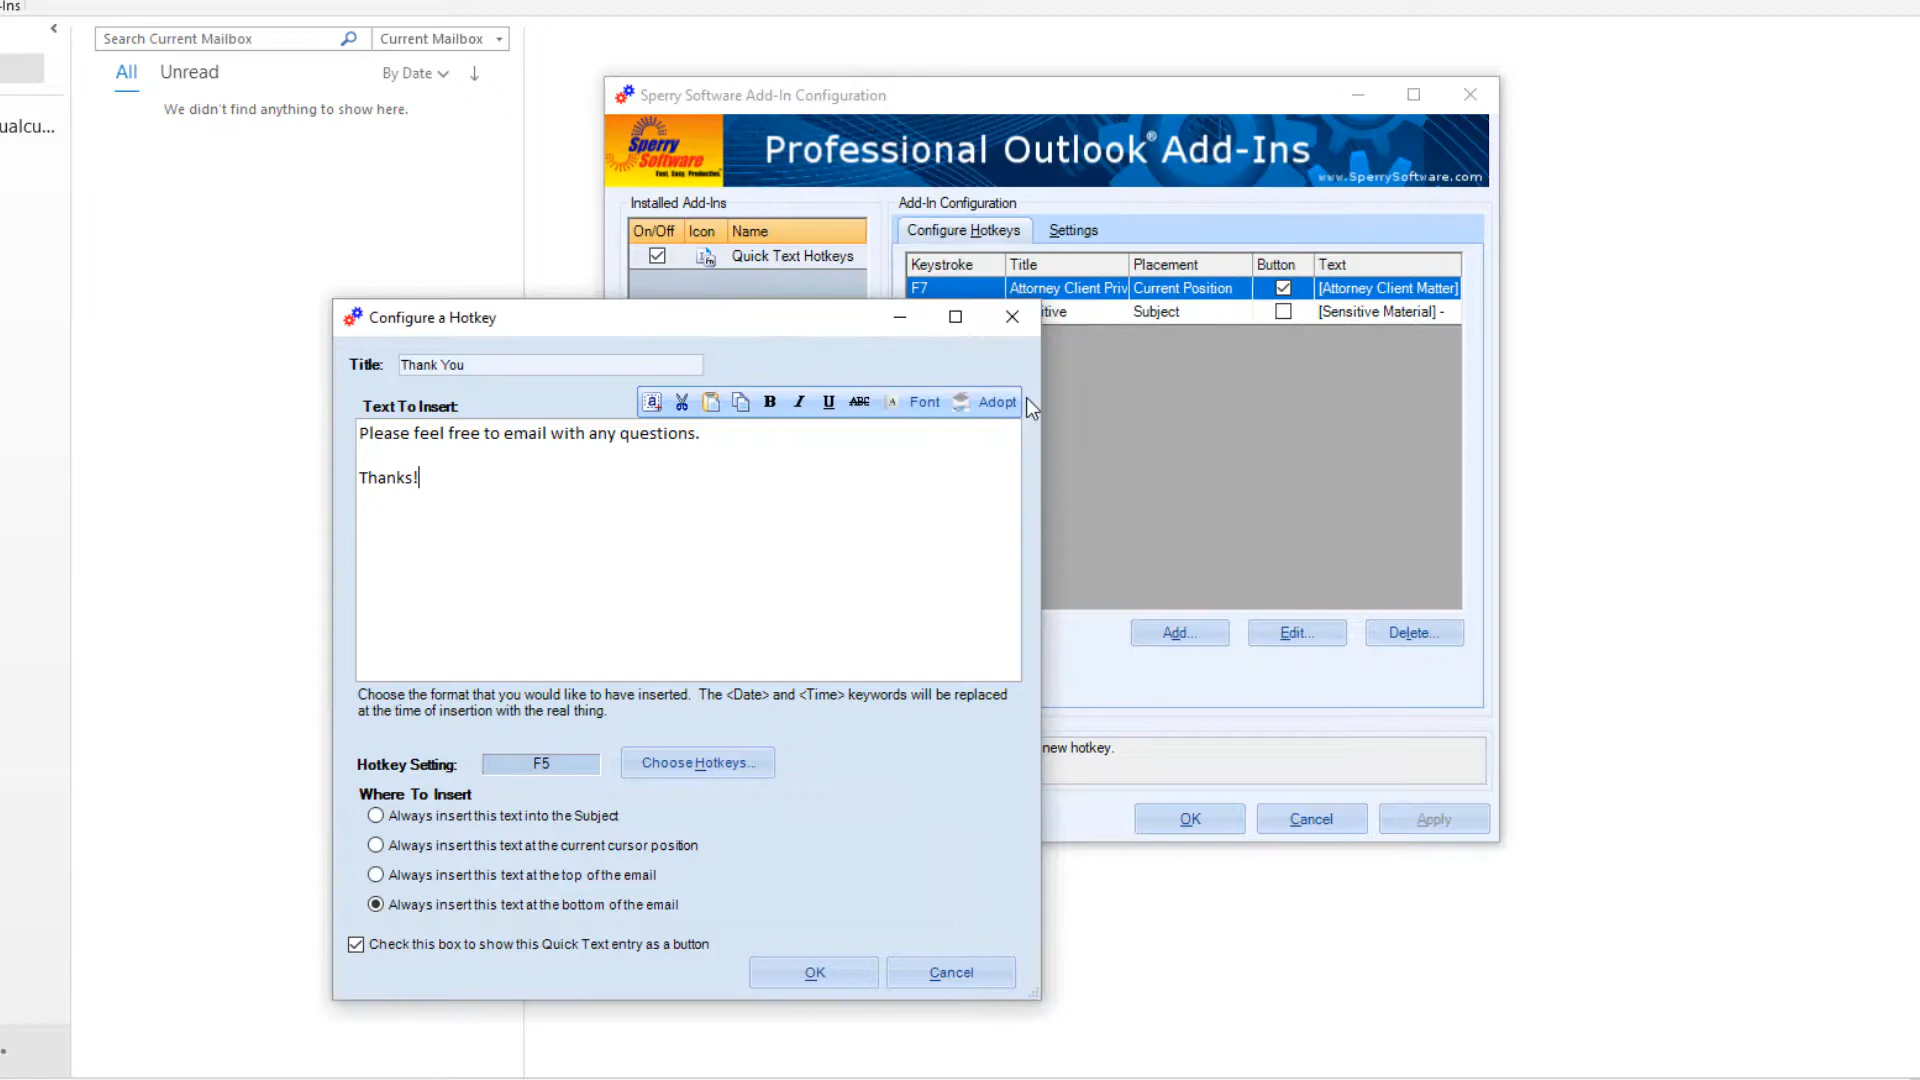 -Ins
Search Current Mailbox
Current Mailbox
All
Unread
By Date
We didn't find anything to show here.
ualcu...
Sperry Software Add-In Configuration
Sperry
Software
Fast. Easy. Productive.
Professional Outlook® Add-Ins
www.SperrySoftware.com
Installed Add-Ins
On/Off Icon Name
Quick Text Hotkeys
Add-In Configuration
Configure Hotkeys
Settings
Keystroke Title Placement Button Text
F7 Attorney Client Priv Current Position [Attorney Client Matter]
itive Subject [Sensitive Material] -
Add...
Edit...
Delete...
new hotkey.
OK
Cancel
Apply
Configure a Hotkey
Title: Thank You
Text To Insert:
B I U ABC A Font Adopt
Please feel free to email with any questions.
Thanks!
Choose the format that you would like to have inserted. The <Date> and <Time> keywords will be replaced
at the time of insertion with the real thing.
Hotkey Setting: F5 Choose Hotkeys...
Where To Insert
Always insert this text into the Subject
Always insert this text at the current cursor position
Always insert this text at the top of the email
Always insert this text at the bottom of the email
Check this box to show this Quick Text entry as a button
OK
Cancel